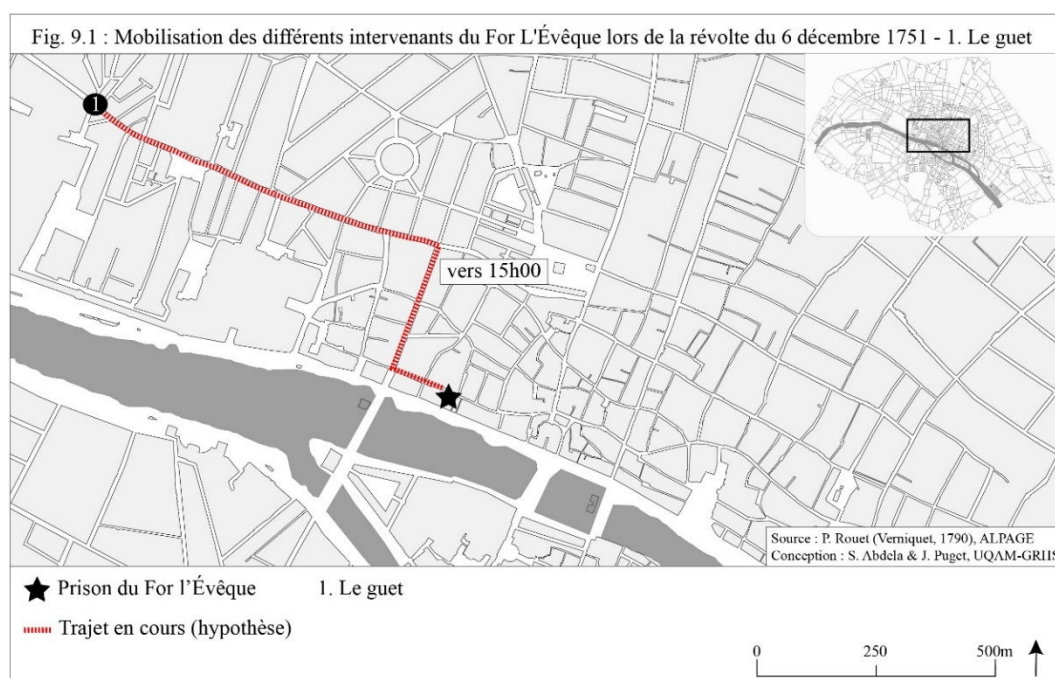 Fig. 9.1 : Mobilisation des différents intervenants du For L'Évêque lors de la révolte du 6 décembre 1751 - 1. Le guet
1
vers 15h00
Source : P. Rouet (Verniquet, 1790), ALPAGE
Conception : S. Abdela & J. Puget, UQAM-GRHS
Prison du For l'Évêque 1. Le guet
Trajet en cours (hypothèse)
0 250 500m